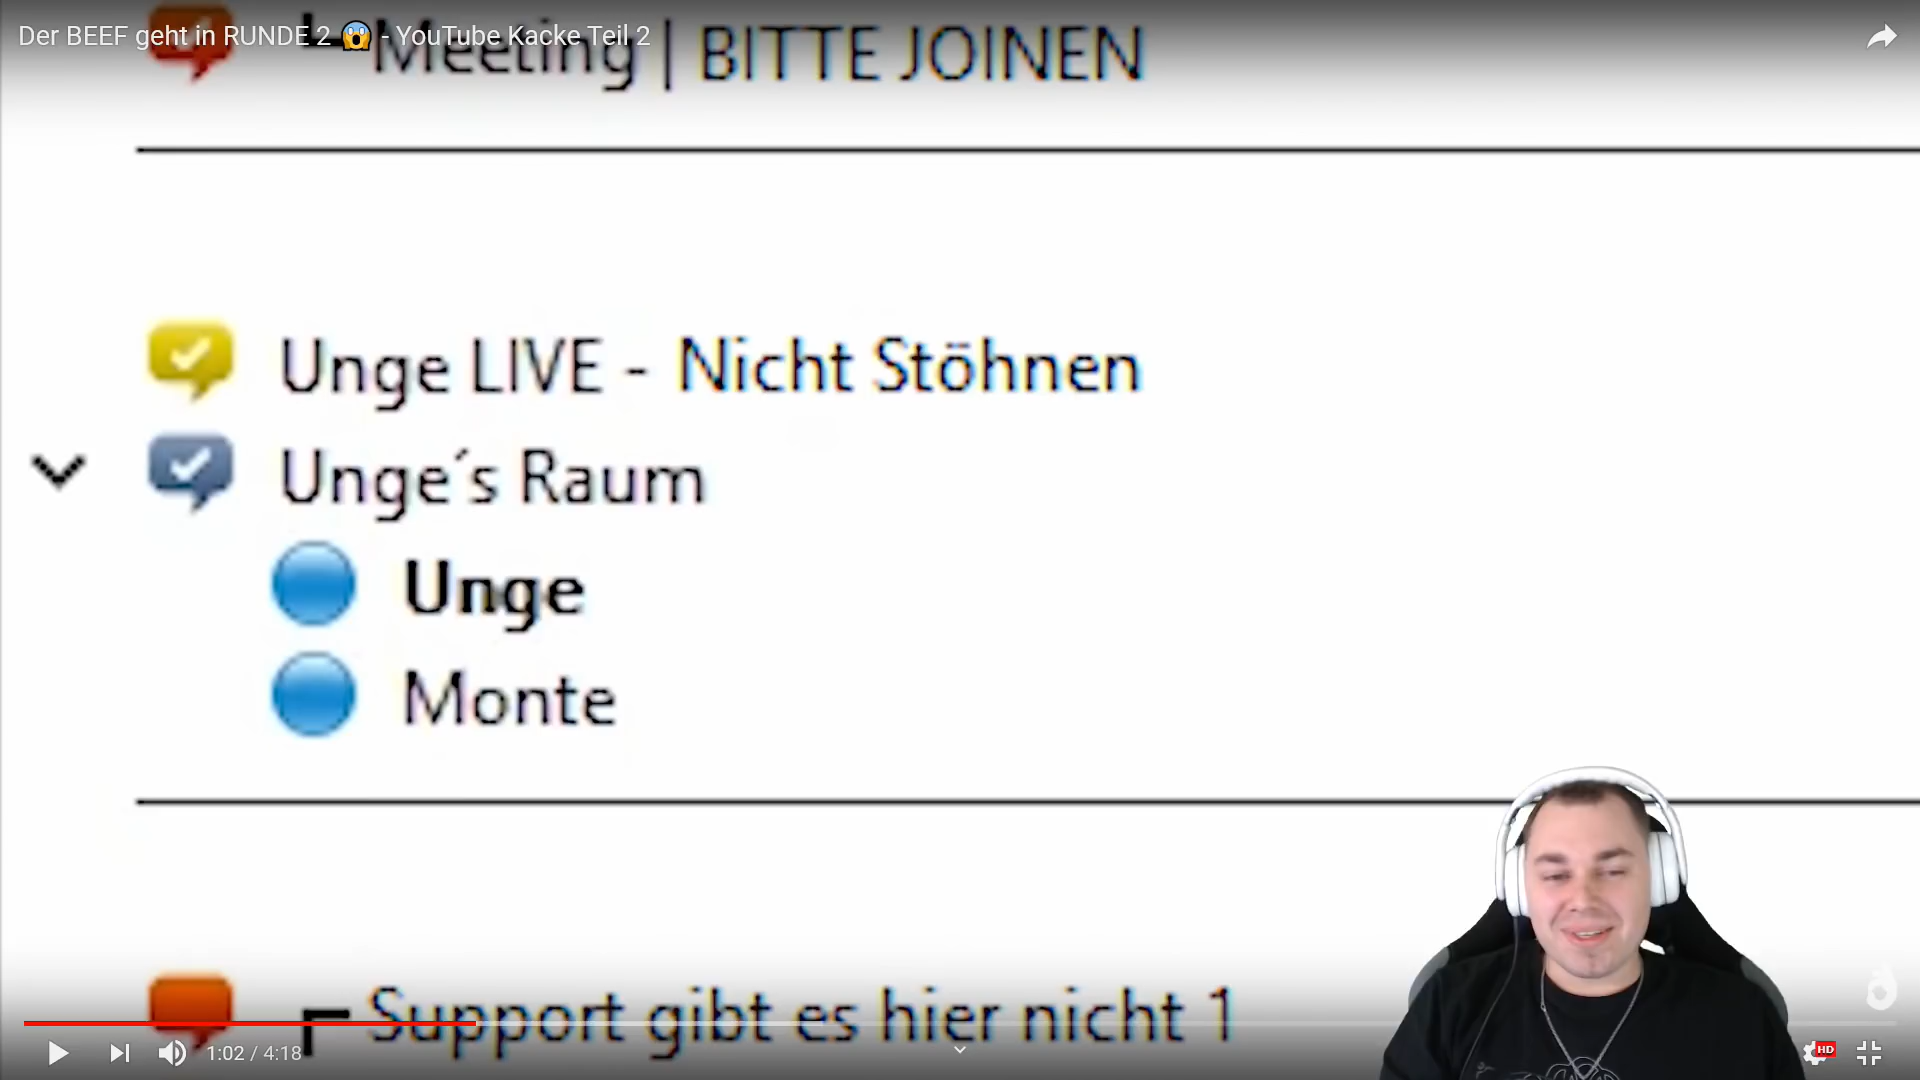 Der BEEF geht in RUNDE 2 😱 - YouTube Kacke Teil 2
Meeting | BITTE JOINEN
Unge LIVE - Nicht Stöhnen
Unge´s Raum
Unge
Monte
Support gibt es hier nicht 1
1:02 / 4:18
HD